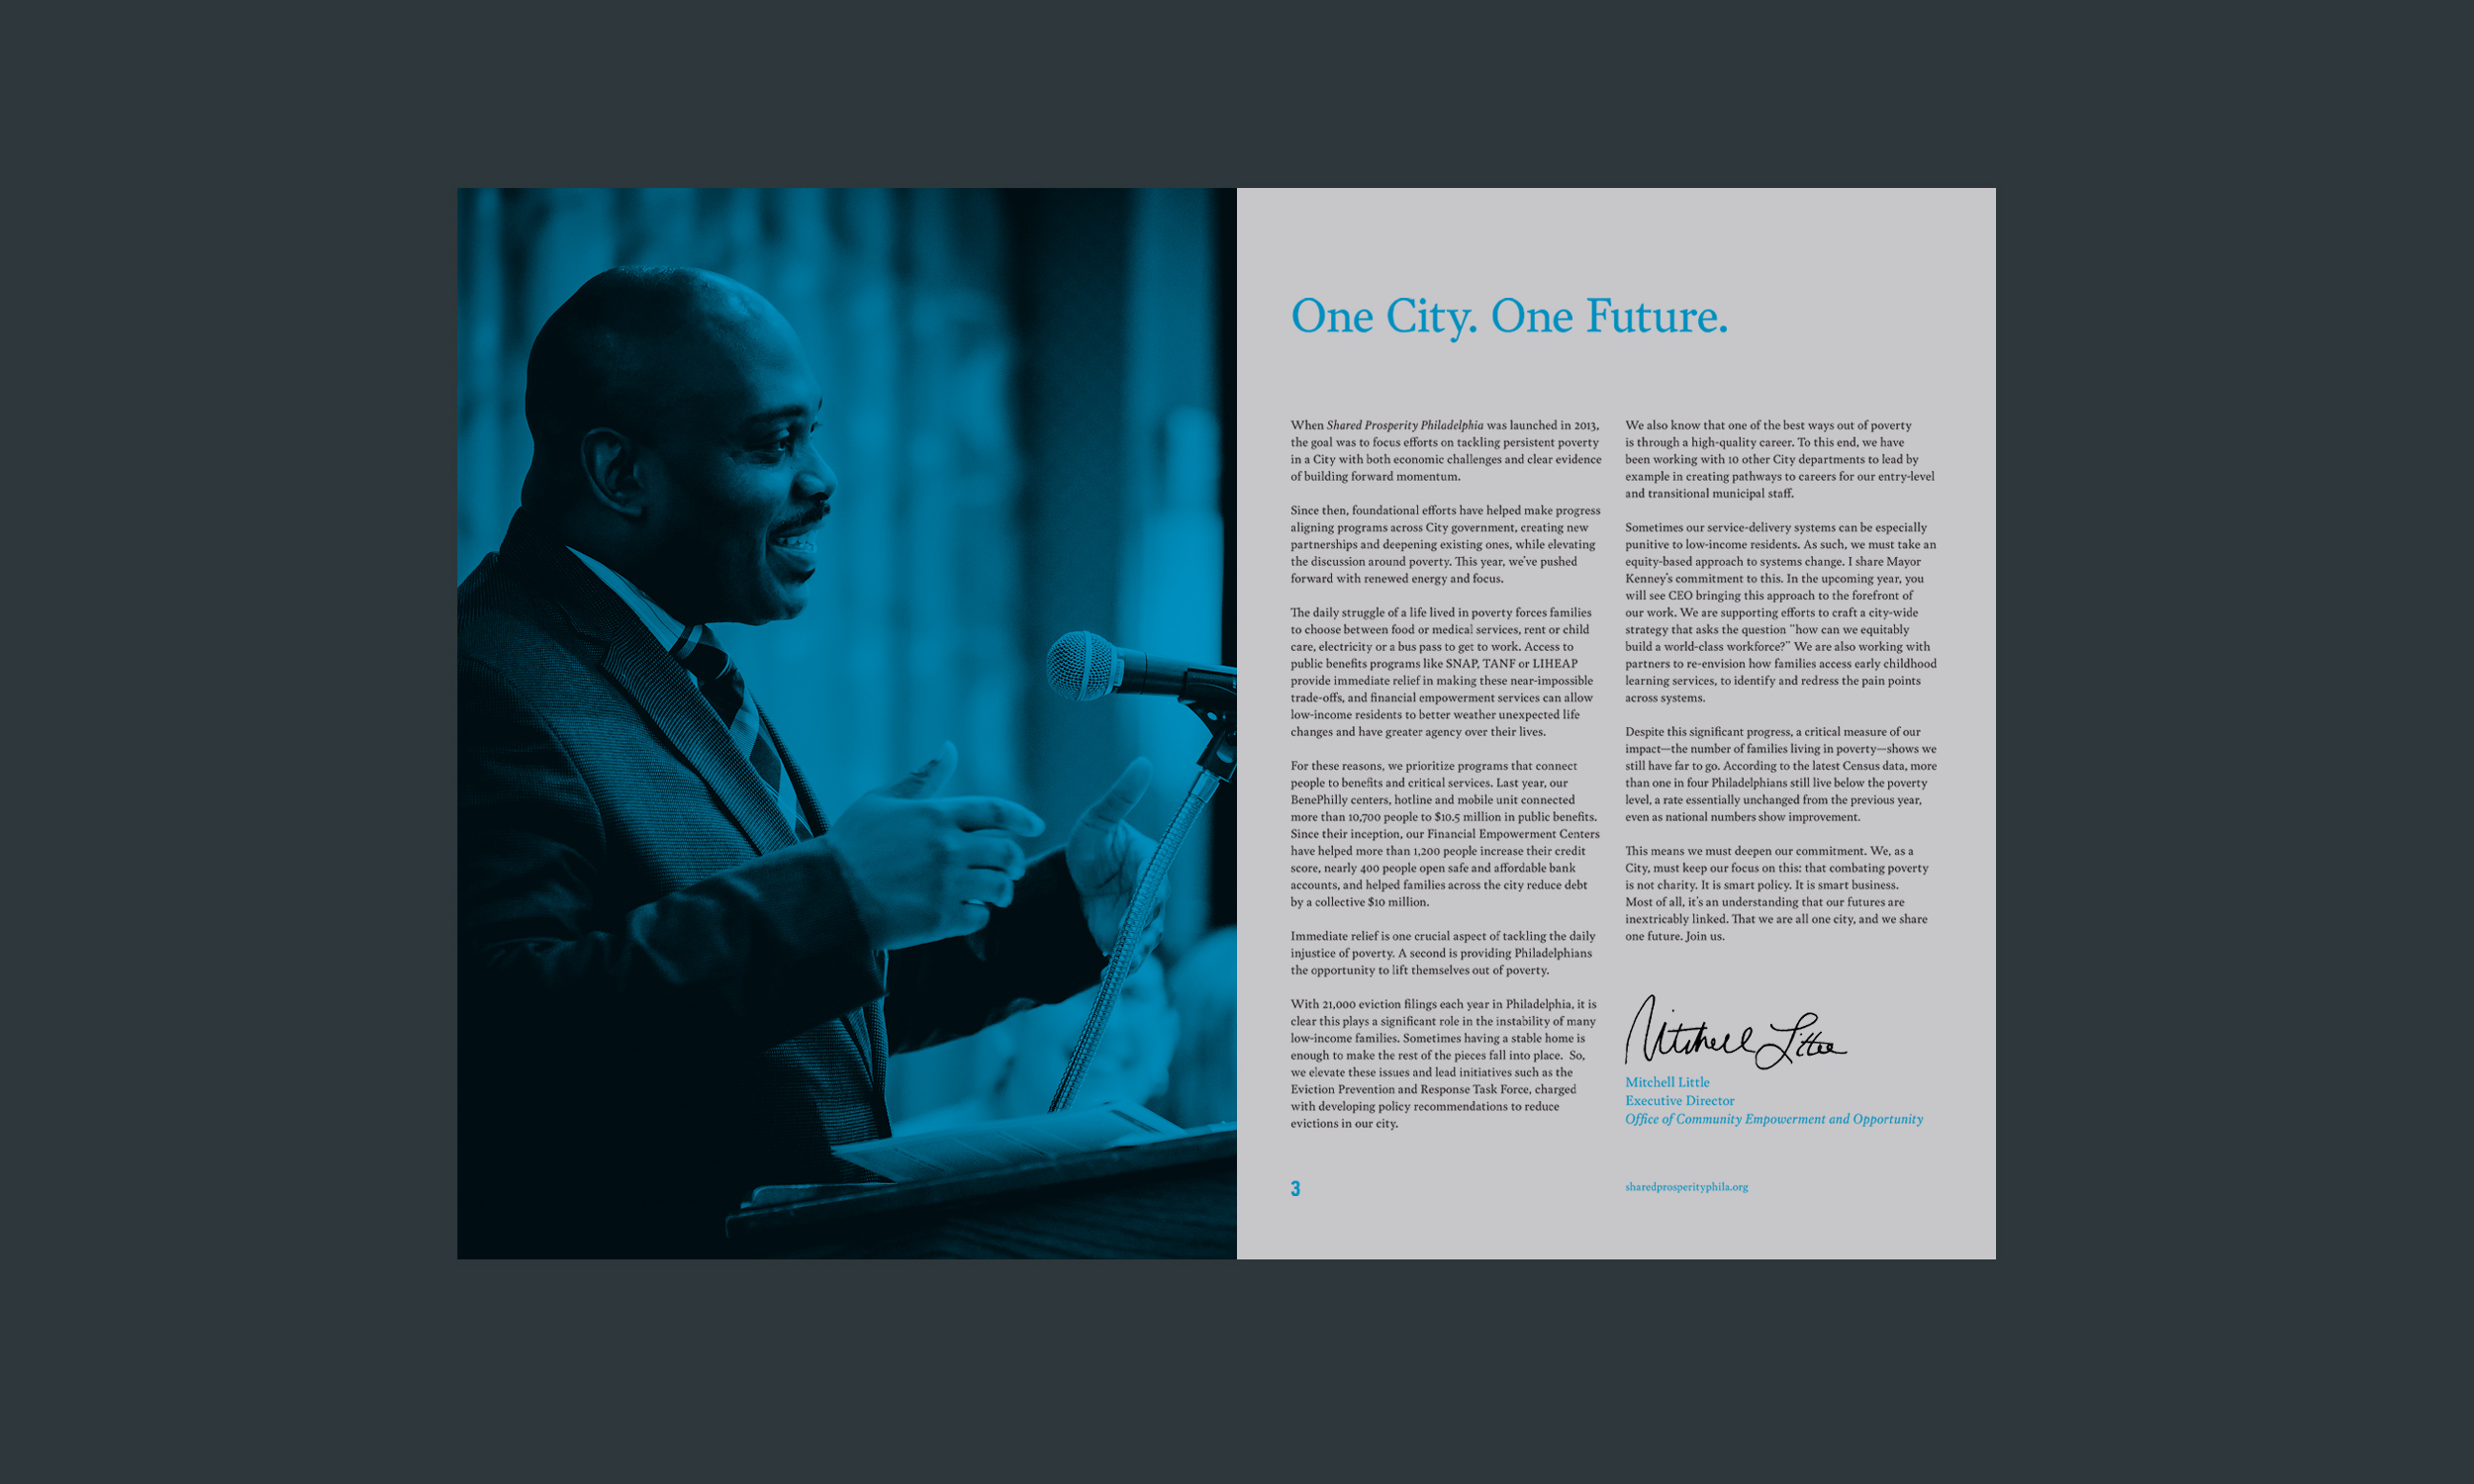 One City. One Future.
When Shared Prosperity Philadelphia was launched in 2013,
the goal was to focus efforts on tackling persistent poverty
in a City with both economic challenges and clear evidence
of building forward momentum.
Since then, foundational efforts have helped make progress
aligning programs across City government, creating new
partnerships and deepening existing ones, while elevating
the discussion around poverty. This year, we've pushed
forward with renewed energy and focus.
The daily struggle of a life lived in poverty forces families
to choose between food or medical services, rent or child
care, electricity or a bus pass to get to work. Access to
public benefits programs like SNAP, TANF or LIHEAP
provide immediate relief in making these near-impossible
trade-offs, and financial empowerment services can allow
low-income residents to better weather unexpected life
changes and have greater agency over their lives.
For these reasons, we prioritize programs that connect
people to benefits and critical services. Last year, our
BenePhilly centers, hotline and mobile unit connected
more than 10,700 people to $10.5 million in public benefits.
Since their inception, our Financial Empowerment Centers
have helped more than 1,200 people increase their credit
score, nearly 400 people open safe and affordable bank
accounts, and helped families across the city reduce debt
by a collective $10 million.
Immediate relief is one crucial aspect of tackling the daily
injustice of poverty. A second is providing Philadelphians
the opportunity to lift themselves out of poverty.
With 21,000 eviction filings each year in Philadelphia, it is
clear this plays a significant role in the instability of many
low-income families. Sometimes having a stable home is
enough to make the rest of the pieces fall into place. So,
we elevate these issues and lead initiatives such as the
Eviction Prevention and Response Task Force, charged
with developing policy recommendations to reduce
evictions in our city.
We also know that one of the best ways out of poverty
is through a high-quality career. To this end, we have
been working with 10 other City departments to lead by
example in creating pathways to careers for our entry-level
and transitional municipal staff.
Sometimes our service-delivery systems can be especially
punitive to low-income residents. As such, we must take an
equity-based approach to systems change. I share Mayor
Kenney's commitment to this. In the upcoming year, you
will see CEO bringing this approach to the forefront of
our work. We are supporting efforts to craft a city-wide
strategy that asks the question "how can we equitably
build a world-class workforce?" We are also working with
partners to re-envision how families access early childhood
learning services, to identify and redress the pain points
across systems.
Despite this significant progress, a critical measure of our
impact—the number of families living in poverty—shows we
still have far to go. According to the latest Census data, more
than one in four Philadelphians still live below the poverty
level, a rate essentially unchanged from the previous year,
even as national numbers show improvement.
This means we must deepen our commitment. We, as a
City, must keep our focus on this: that combating poverty
is not charity. It is smart policy. It is smart business.
Most of all, it's an understanding that our futures are
inextricably linked. That we are all one city, and we share
one future. Join us.
Mitchell Little
Mitchell Little
Executive Director
Office of Community Empowerment and Opportunity
3
sharedprosperityphila.org